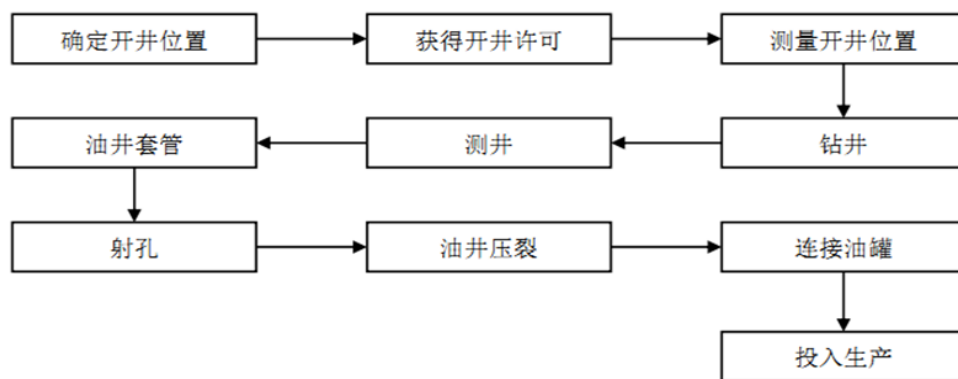 确定开井位置
获得开井许可
测量开井位置
钻井
测井
油井套管
射孔
油井压裂
连接油罐
投入生产